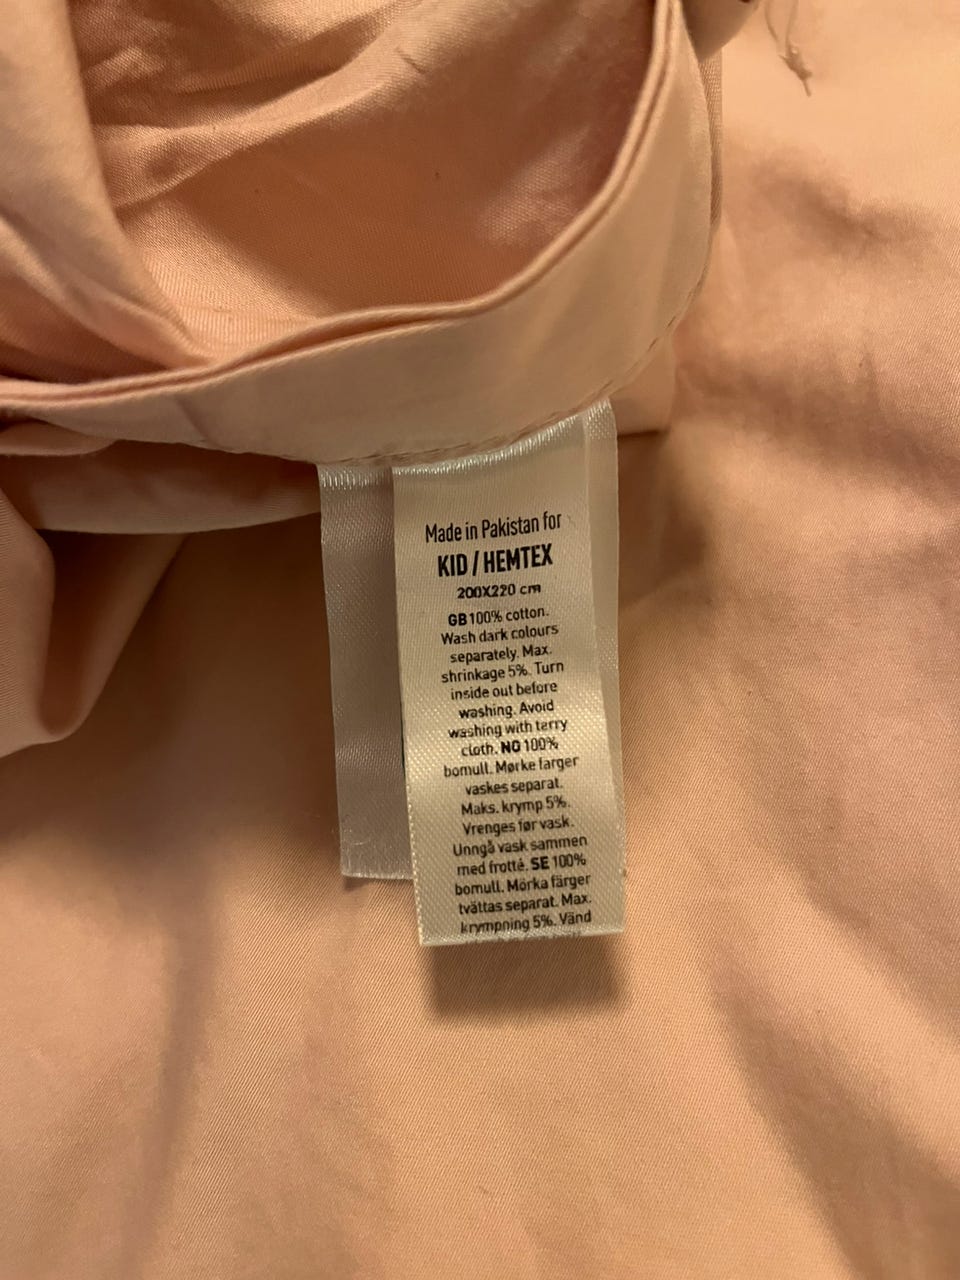 Made in Pakistan for
KID / HEMTEX
200X220 cm
GB 100% cotton.
Wash dark colours
separately. Max.
shrinkage 5%. Turn
inside out before
washing. Avoid
washing with terry
cloth. NO 100%
bomull. Mørke farger
vaskes separat.
Maks. krymp 5%.
Vrenges før vask.
Unngå vask sammen
med frotté. SE 100%
bomull. Mörka färger
tvättas separat. Max.
krympning 5%. Vänd